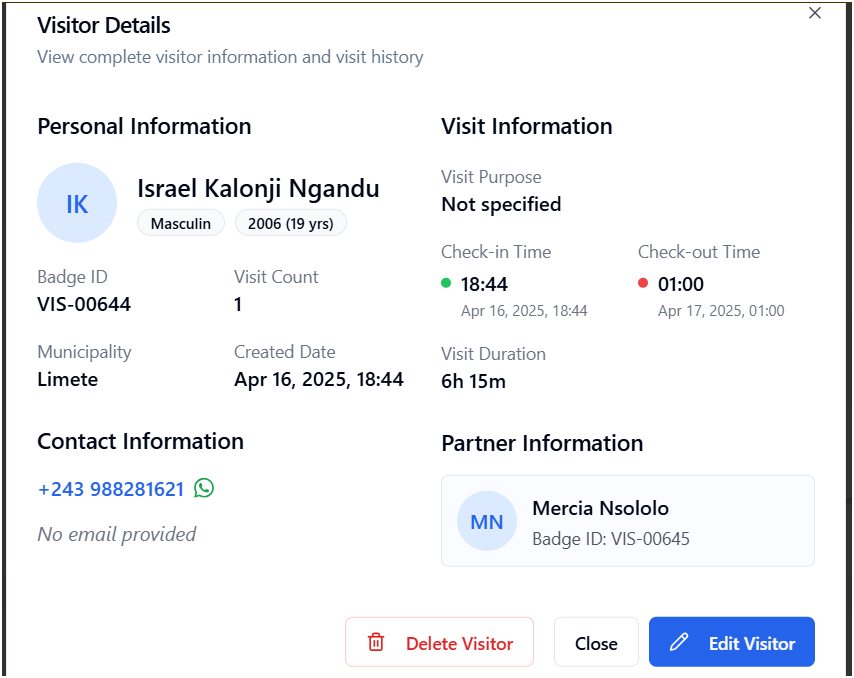 Visitor Details
View complete visitor information and visit history
Personal Information
IK
Israel Kalonji Ngandu
Masculin
2006 (19 yrs)
Badge ID
VIS-00644
Visit Count
1
Municipality
Limete
Created Date
Apr 16, 2025, 18:44
Contact Information
+243 988281621
No email provided
Visit Information
Visit Purpose
Not specified
Check-in Time
18:44
Apr 16, 2025, 18:44
Check-out Time
01:00
Apr 17, 2025, 01:00
Visit Duration
6h 15m
Partner Information
MN
Mercia Nsololo
Badge ID: VIS-00645
Delete Visitor
Close
Edit Visitor